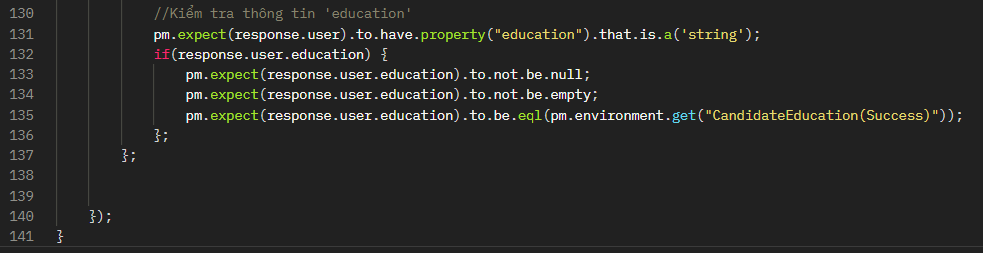 130 //Kiểm tra thông tin 'education'
131 pm.expect(response.user).to.have.property("education").that.is.a('string');
132 if(response.user.education) {
133 pm.expect(response.user.education).to.not.be.null;
134 pm.expect(response.user.education).to.not.be.empty;
135 pm.expect(response.user.education).to.be.eql(pm.environment.get("CandidateEducation(Success)"));
136 };
137 };
138
139
140 });
141 }